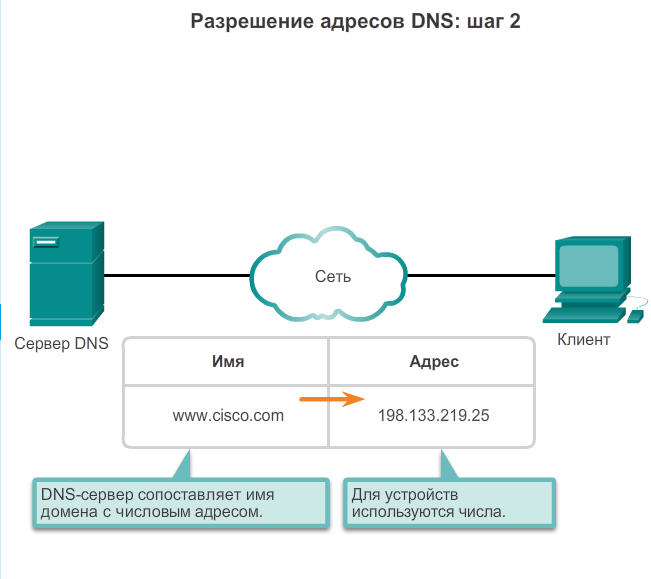 Разрешение адресов DNS: шаг 2
Сеть
Сервер DNS
Клиент
Имя
Адрес
www.cisco.com
198.133.219.25
DNS-сервер сопоставляет имя
домена с числовым адресом.
Для устройств
используются числа.